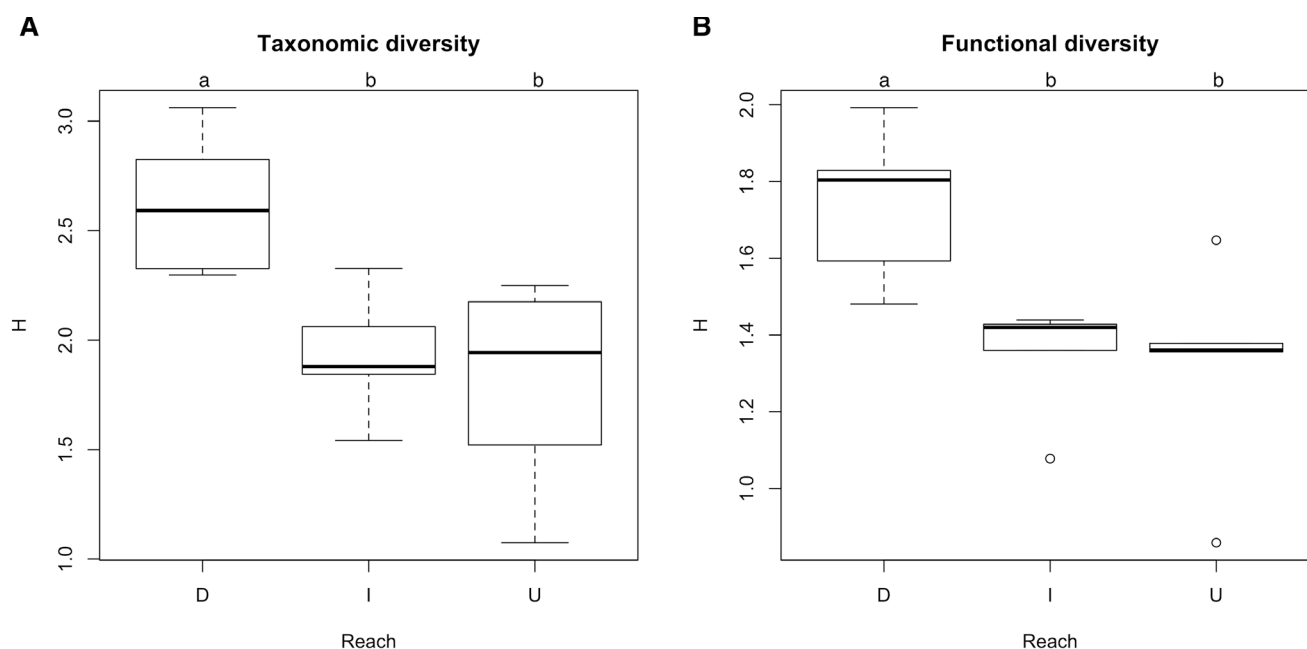 A
Taxonomic diversity
a b b
3.0
2.5
2.0
1.5
1.0
H
D I U
Reach
B
Functional diversity
a b b
2.0
1.8
1.6
1.4
1.2
1.0
H
D I U
Reach